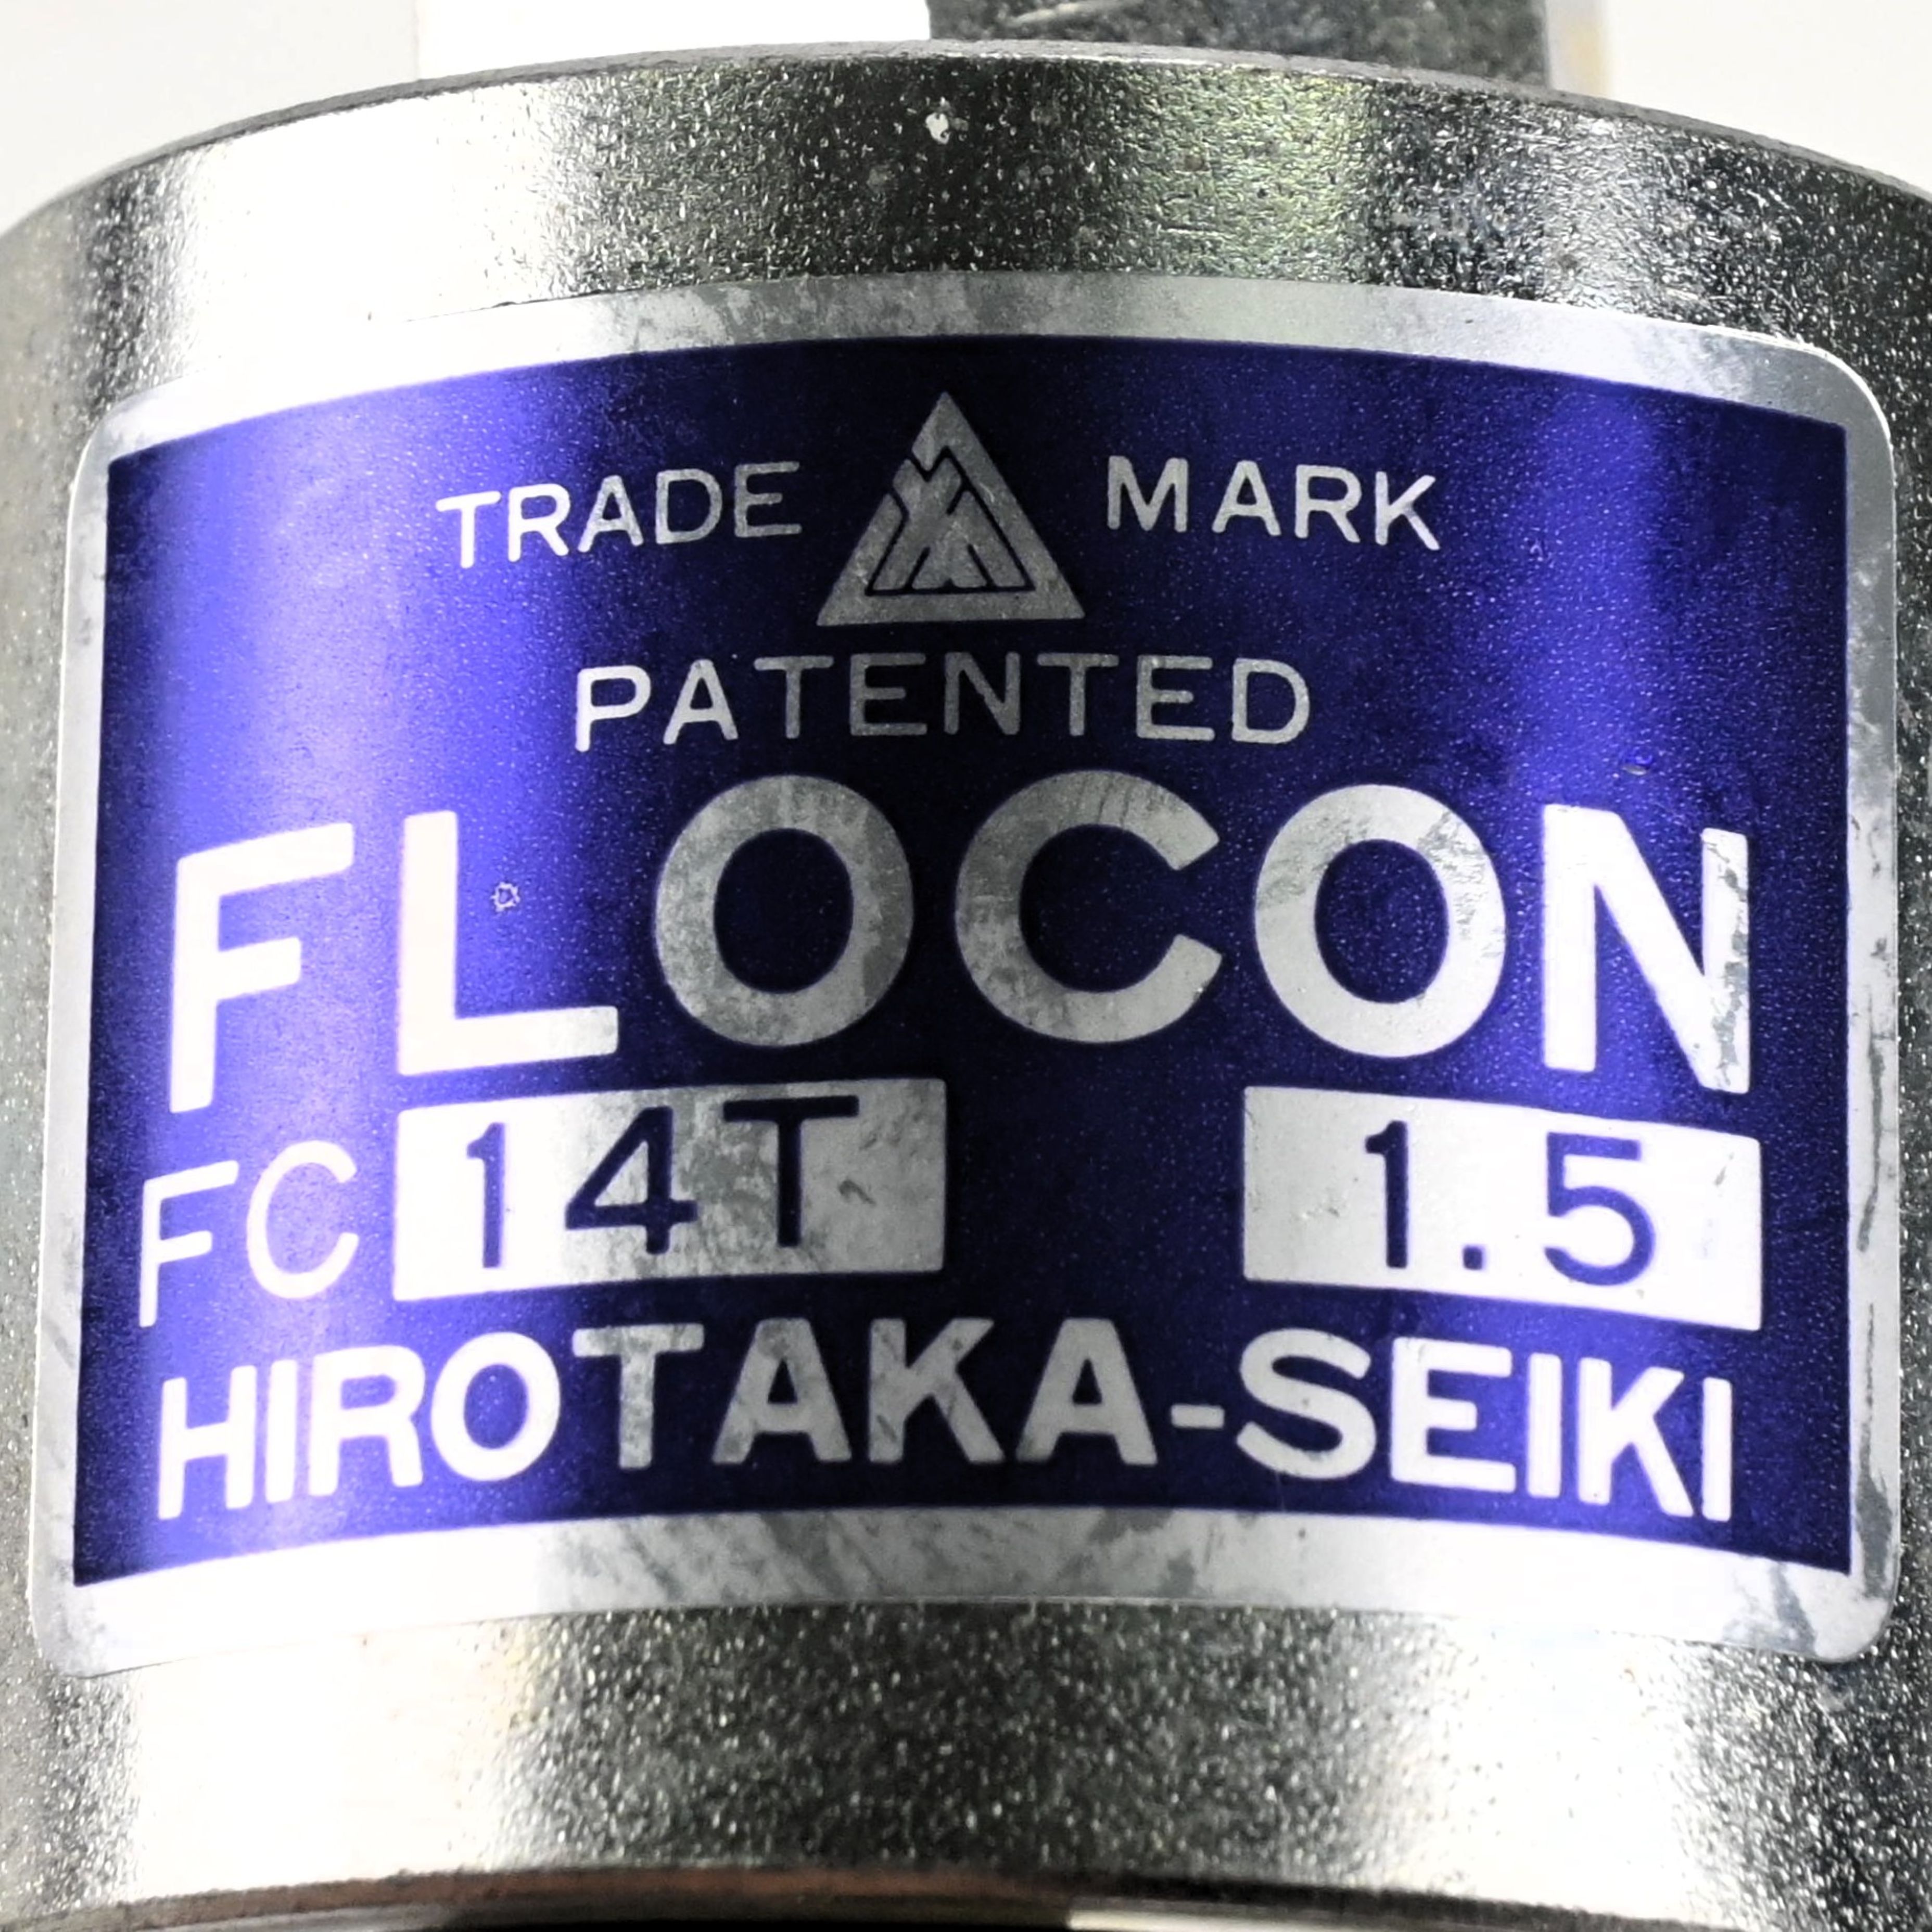 TRADE MARK
PATENTED
FLOCON
FC 14T 1.5
HIROTAKA-SEIKI